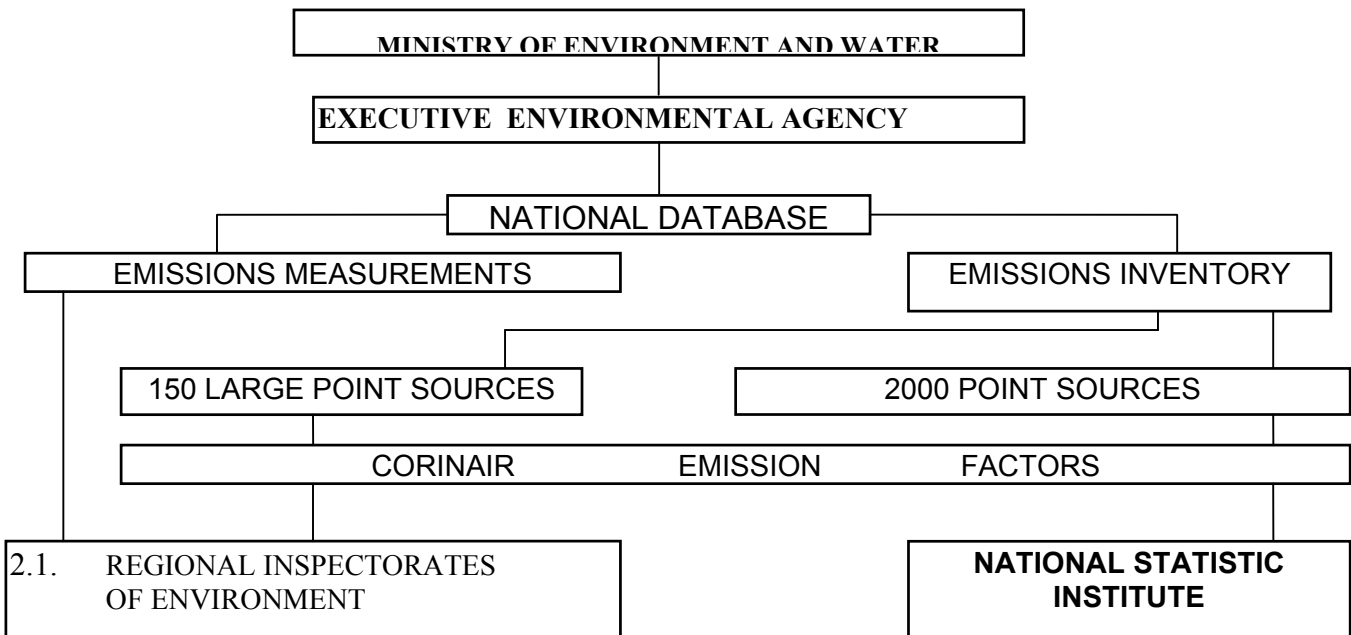 MINISTRY OF ENVIRONMENT AND WATER
EXECUTIVE ENVIRONMENTAL AGENCY
NATIONAL DATABASE
EMISSIONS MEASUREMENTS
EMISSIONS INVENTORY
150 LARGE POINT SOURCES
2000 POINT SOURCES
CORINAIR EMISSION FACTORS
2.1. REGIONAL INSPECTORATES
OF ENVIRONMENT
NATIONAL STATISTIC
INSTITUTE